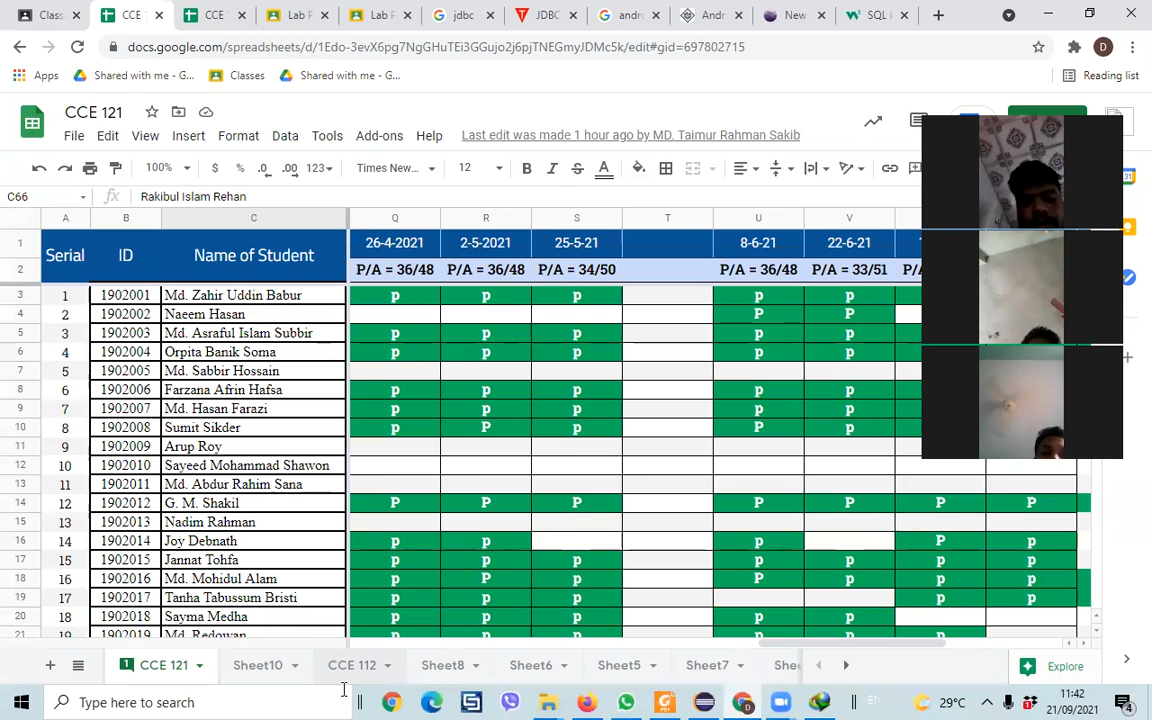 Class
CCE
CCE
Lab P
Lab P
jdbc
JDBC
andro
Andr
New
SQL i
docs.google.com/spreadsheets/d/1Edo-3evX6pg7NgGHuTEi3GGujo2j6pjTNEGmyJDMc5k/edit#gid=697802715
D
Apps
Shared with me - G...
Classes
Shared with me - G...
Reading list
CCE 121
File Edit View Insert Format Data Tools Add-ons Help
Last edit was made 1 hour ago by MD. Taimur Rahman Sakib
100% $ % .0 .00 123 Times New... 12 B I S A
31
C66 fx Rakibul Islam Rehan
A B C Q R S T U V
1 Serial ID Name of Student 26-4-2021 2-5-2021 25-5-21 8-6-21 22-6-21
2 P/A = 36/48 P/A = 36/48 P/A = 34/50 P/A = 36/48 P/A = 33/51 P/A
3 1 1902001 Md. Zahir Uddin Babur p p p p p
4 2 1902002 Naeem Hasan P P
5 3 1902003 Md. Asraful Islam Subbir p p p p p
6 4 1902004 Orpita Banik Soma p p p p p
7 5 1902005 Md. Sabbir Hossain
8 6 1902006 Farzana Afrin Hafsa p p p p p
9 7 1902007 Md. Hasan Farazi p p p p p
10 8 1902008 Sumit Sikder p P p P p
11 9 1902009 Arup Roy
12 10 1902010 Sayeed Mohammad Shawon
13 11 1902011 Md. Abdur Rahim Sana
14 12 1902012 G. M. Shakil P P P P P P P
15 13 1902013 Nadim Rahman
16 14 1902014 Joy Debnath p p p P p
17 15 1902015 Jannat Tohfa p p p p p p p
18 16 1902016 Md. Mohidul Alam p P p P p p p
19 17 1902017 Tanha Tabussum Bristi p p p p p
20 18 1902018 Sayma Medha p p p p p
21 19 1902019 Md. Redowan p p p p p p
1 CCE 121 Sheet10 CCE 112 Sheet8 Sheet6 Sheet5 Sheet7 Shee
Explore
Type here to search
29°C
11:42
21/09/2021
4